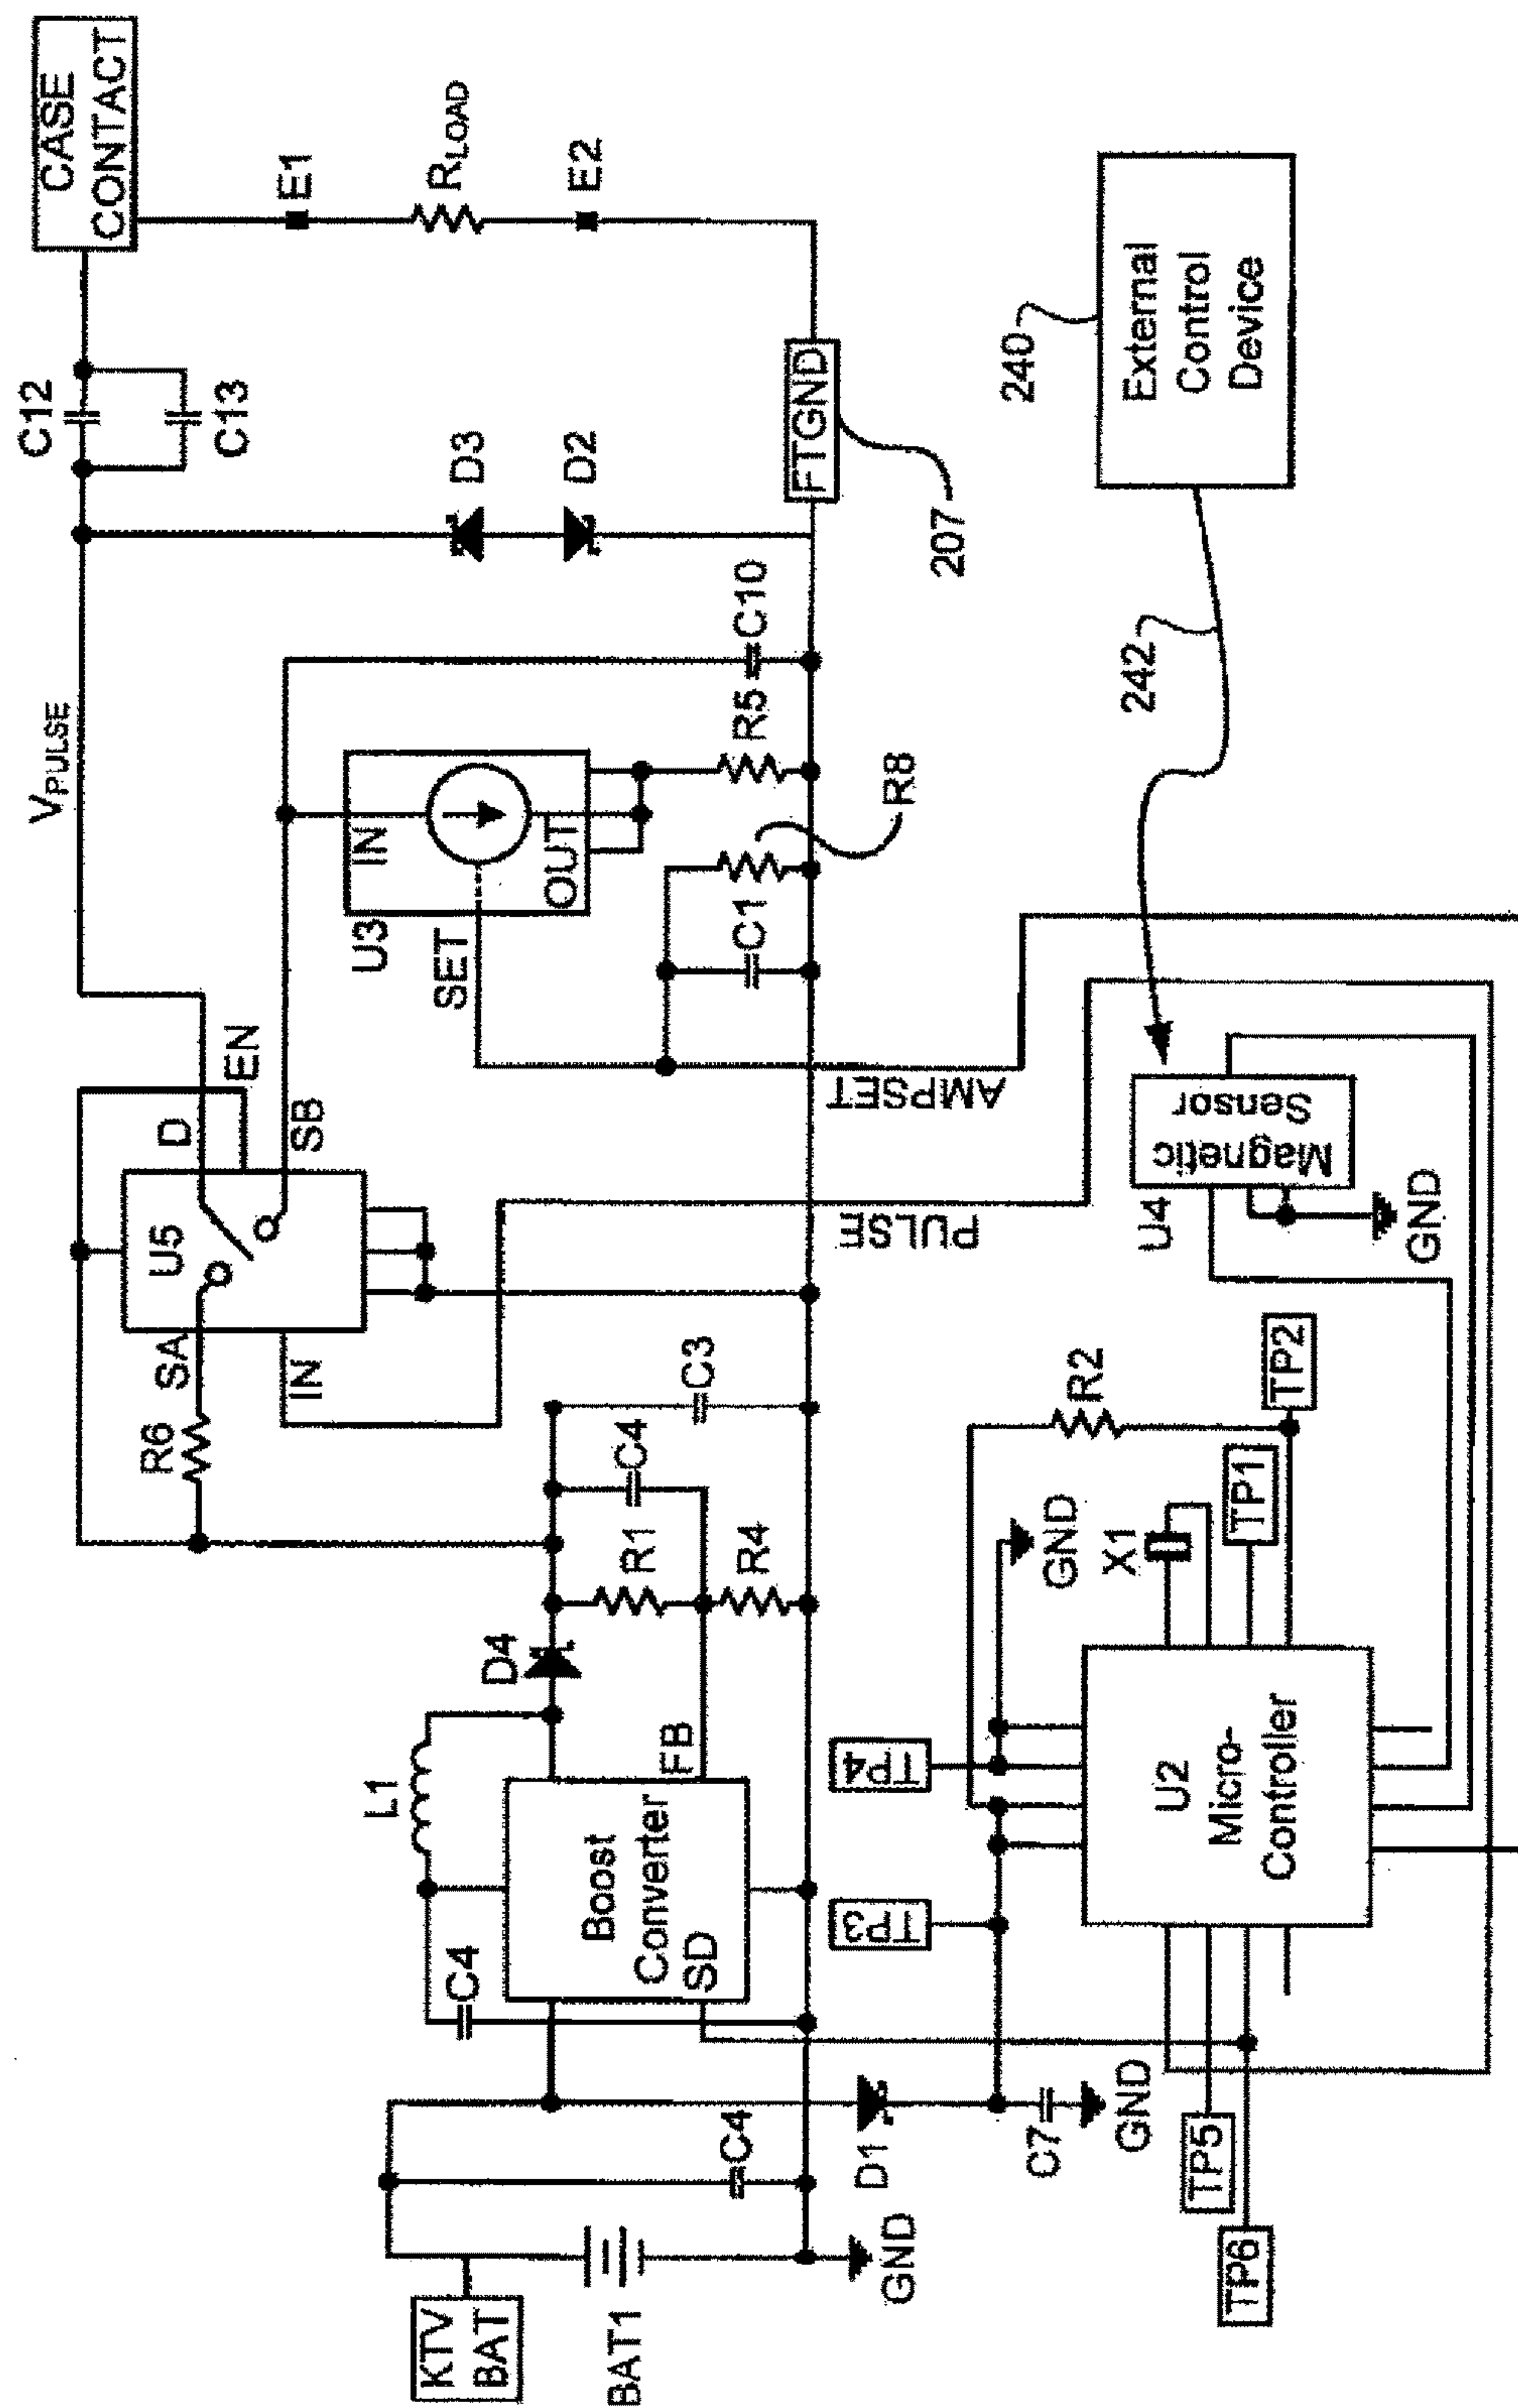 CASE
CONTACT
C12
C13
VPULSE
E1
RLOAD
E2
D3
D2
FTGND
207
C10
R5
R8
IN
OUT
U3
SET
C1
AMPSET
D
EN
SB
U5
SA
IN
R6
PULSE
C3
C4
R1
R4
D4
L1
FB
Boost
Converter
SD
C4
C4
KTV
BAT
BAT1
GND
D1
C7
GND
TP3
TP4
GND
R2
X1
TP1
TP2
U2
Micro-
Controller
TP5
TP6
U4
Magnetic
Sensor
GND
240
242
External
Control
Device